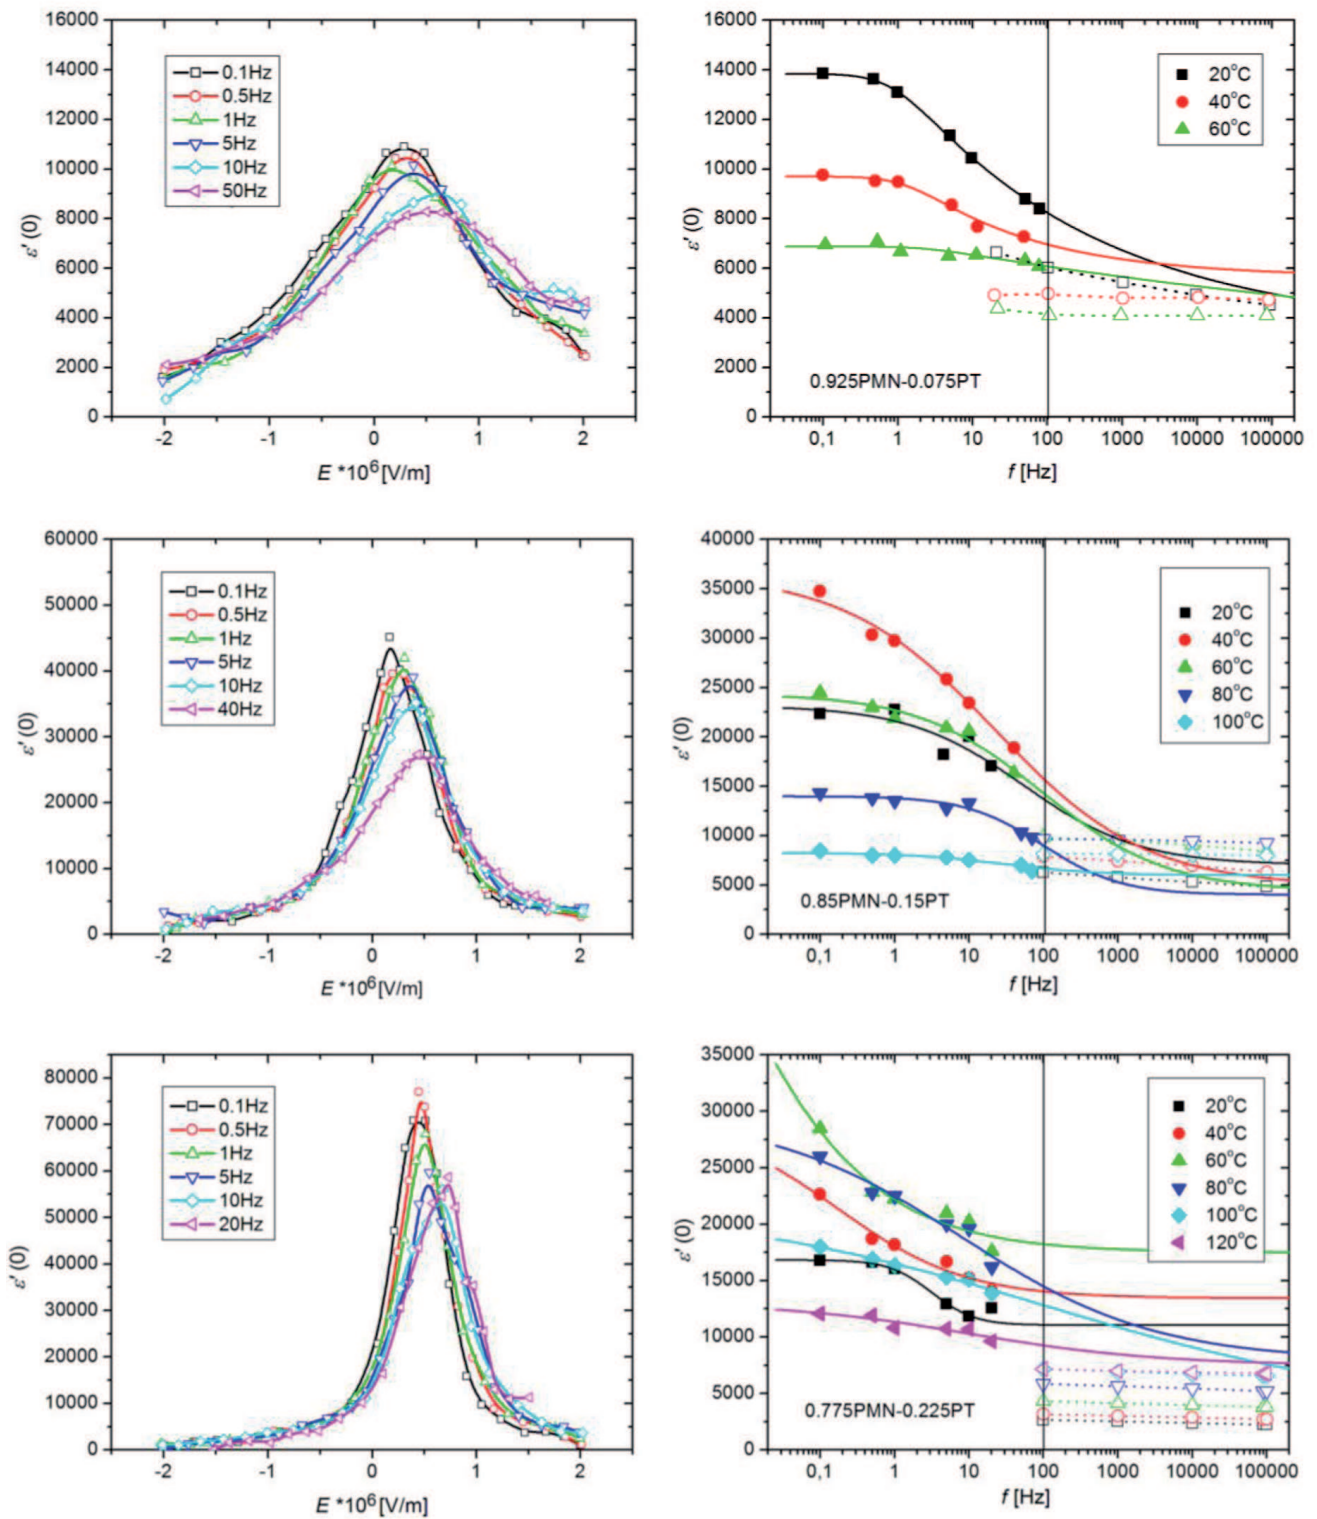 16000
14000
12000
10000
8000
6000
4000
2000
0
ε' (0)
0.1Hz
0.5Hz
1Hz
5Hz
10Hz
50Hz
-2 -1 0 1 2
E *10⁶[V/m]
16000
14000
12000
10000
8000
6000
4000
2000
0
ε' (0)
20°C
40°C
60°C
0.925PMN-0.075PT
0,1 1 10 100 1000 10000 100000
f [Hz]
60000
50000
40000
30000
20000
10000
0
ε' (0)
0.1Hz
0.5Hz
1Hz
5Hz
10Hz
40Hz
-2 -1 0 1 2
E *10⁶[V/m]
40000
35000
30000
25000
20000
15000
10000
5000
0
ε' (0)
20°C
40°C
60°C
80°C
100°C
0.85PMN-0.15PT
0,1 1 10 100 1000 10000 100000
f [Hz]
80000
70000
60000
50000
40000
30000
20000
10000
0
ε' (0)
0.1Hz
0.5Hz
1Hz
5Hz
10Hz
20Hz
-2 -1 0 1 2
E *10⁶[V/m]
35000
30000
25000
20000
15000
10000
5000
0
ε' (0)
20°C
40°C
60°C
80°C
100°C
120°C
0.775PMN-0.225PT
0,1 1 10 100 1000 10000 100000
f [Hz]